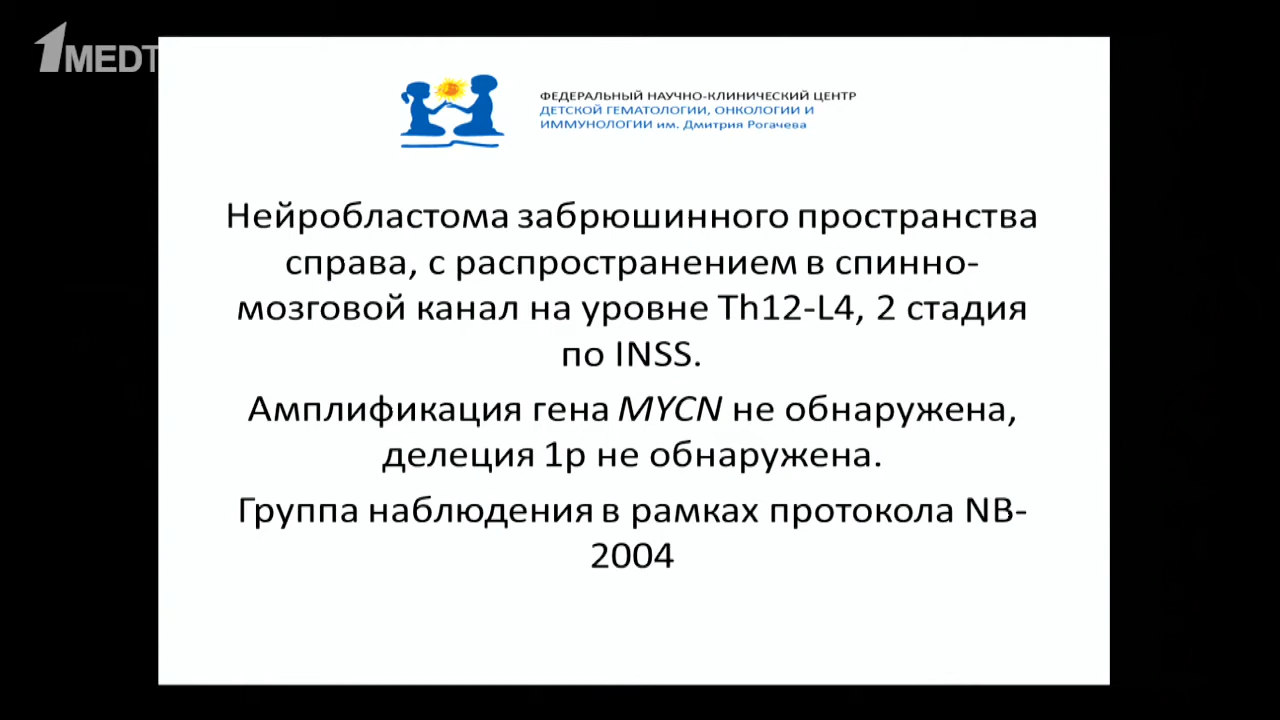 1MEDT
ФЕДЕРАЛЬНЫЙ НАУЧНО-КЛИНИЧЕСКИЙ ЦЕНТР
ДЕТСКОЙ ГЕМАТОЛОГИИ, ОНКОЛОГИИ И
ИММУНОЛОГИИ им. Дмитрия Рогачева
Нейробластома забрюшинного пространства
справа, с распространением в спинно-
мозговой канал на уровне Th12-L4, 2 стадия
по INSS.
Амплификация гена MYCN не обнаружена,
делеция 1p не обнаружена.
Группа наблюдения в рамках протокола NB-
2004